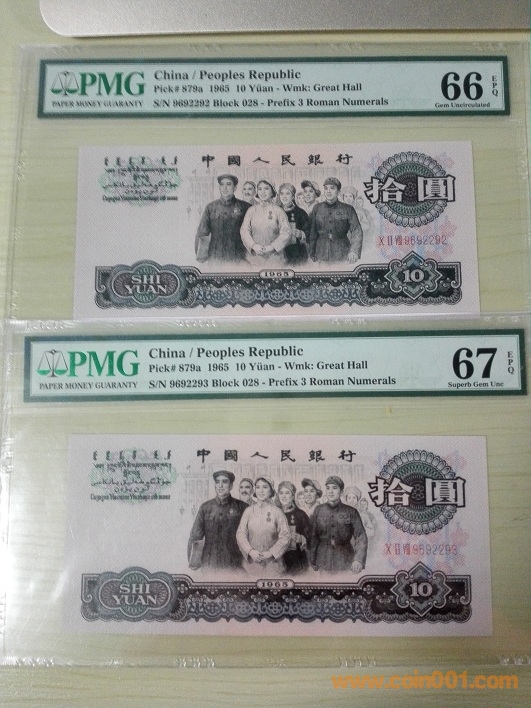 PMG
PAPER MONEY GUARANTY
China / Peoples Republic
Pick# 879a 1965 10 Yüan - Wmk: Great Hall
S/N 9692292 Block 028 - Prefix 3 Roman Numerals
66
EPQ
Gem Uncirculated
中國人民銀行
拾圓
X II VIII 9692292
SHI YUAN
1965
10
PMG
PAPER MONEY GUARANTY
China / Peoples Republic
Pick# 879a 1965 10 Yüan - Wmk: Great Hall
S/N 9692293 Block 028 - Prefix 3 Roman Numerals
67
EPQ
Superb Gem Unc
中國人民銀行
拾圓
X II VIII 9692293
SHI YUAN
1965
10
www.coin001.com